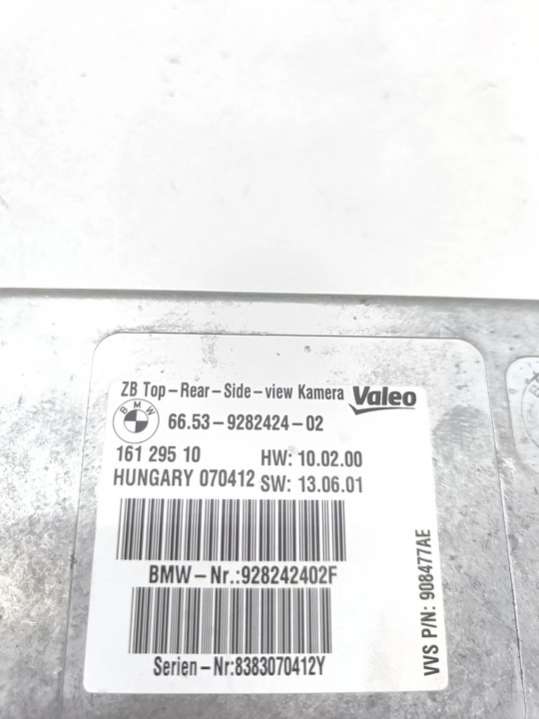 ZB Top-Rear-Side-view Kamera Valeo
BMW 66.53-9282424-02
161 295 10 HW: 10.02.00
HUNGARY 070412 SW: 13.06.01
BMW-Nr.:928242402F
Serien-Nr:8383070412Y
VVS P/N: 908477AE